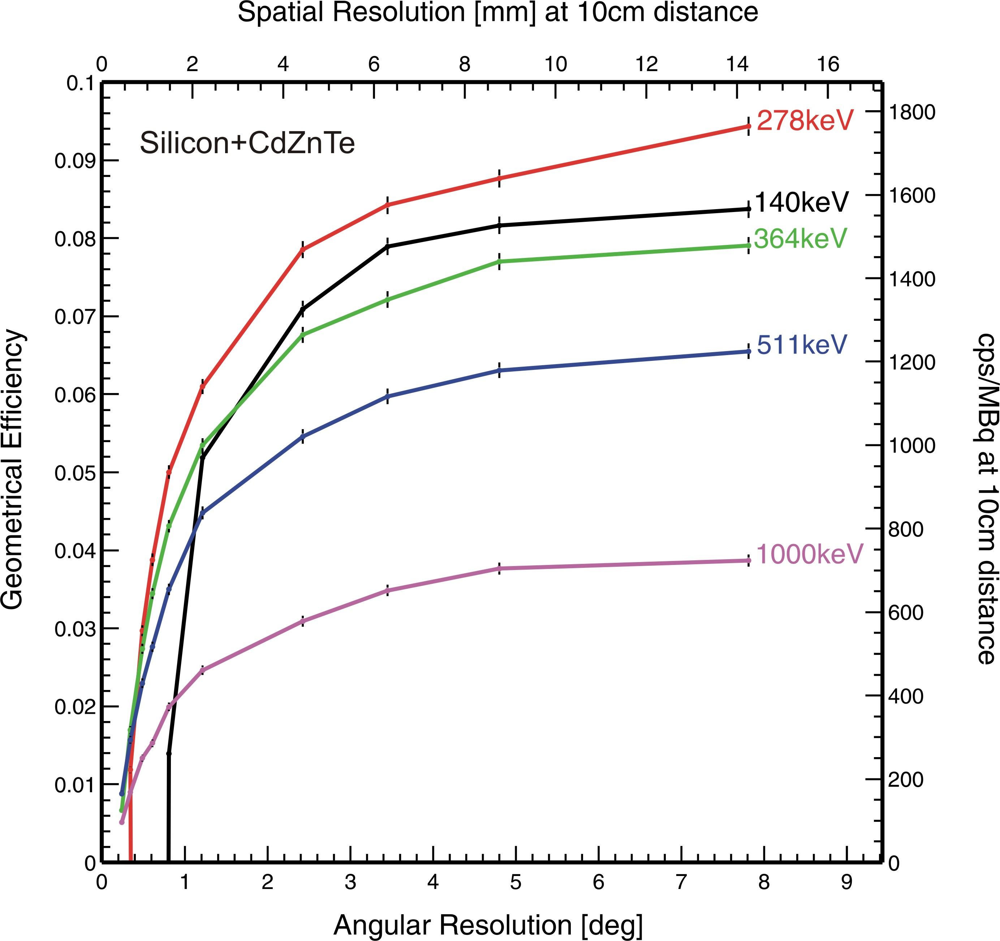 Spatial Resolution [mm] at 10cm distance
0 2 4 6 8 10 12 14 16
0.1
0.09
0.08
0.07
0.06
0.05
0.04
0.03
0.02
0.01
0
Geometrical Efficiency
Silicon+CdZnTe
278keV
140keV
364keV
511keV
1000keV
1800
1600
1400
1200
1000
800
600
400
200
0
cps/MBq at 10cm distance
0 1 2 3 4 5 6 7 8 9
Angular Resolution [deg]